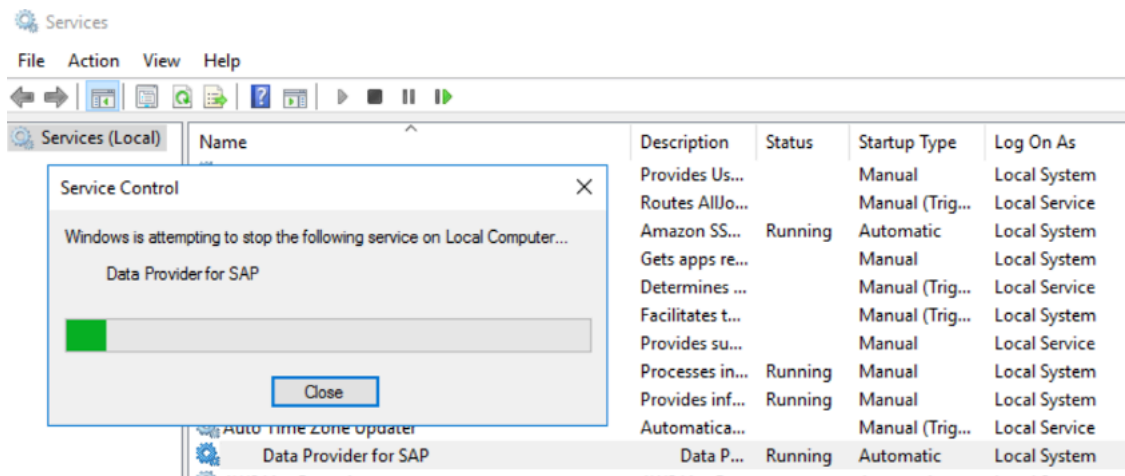 Services
File Action View Help
Services (Local)
Name Description Status Startup Type Log On As
Provides Us... Manual Local System
Routes AllJo... Manual (Trig... Local Service
Amazon SS... Running Automatic Local System
Gets apps re... Manual Local System
Determines ... Manual (Trig... Local Service
Facilitates t... Manual (Trig... Local System
Provides su... Manual Local Service
Processes in... Running Manual Local System
Provides inf... Running Manual Local System
Auto Time Zone Updater Automatica... Manual (Trig... Local Service
Data Provider for SAP Data P... Running Automatic Local System
Service Control
Windows is attempting to stop the following service on Local Computer...
Data Provider for SAP
Close